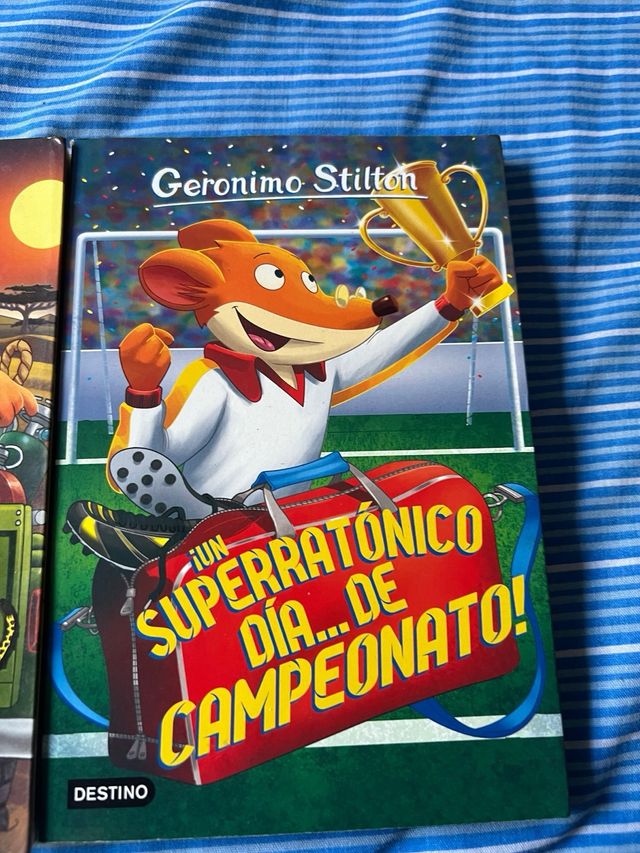 Geronimo Stilton
¡UN
SUPERRATÓNICO
DÍA... DE
CAMPEONATO!
DESTINO